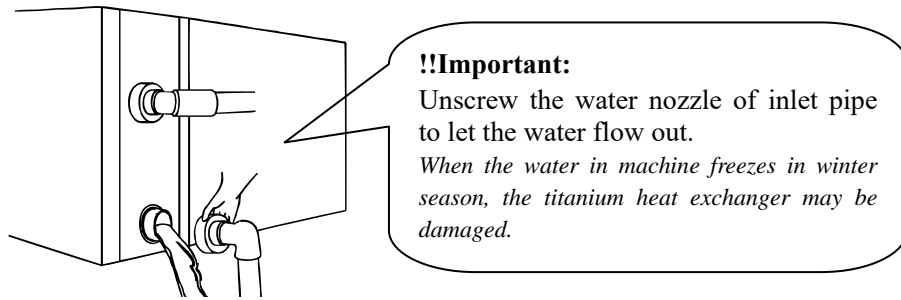 !!Important:
Unscrew the water nozzle of inlet pipe
to let the water flow out.
When the water in machine freezes in winter
season, the titanium heat exchanger may be
damaged.